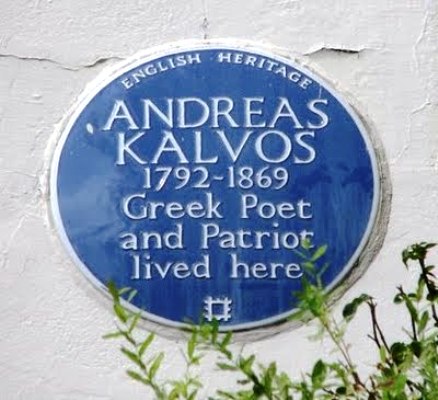 ENGLISH HERITAGE
ANDREAS
KALVOS
1792-1869
Greek Poet
and Patriot
lived here